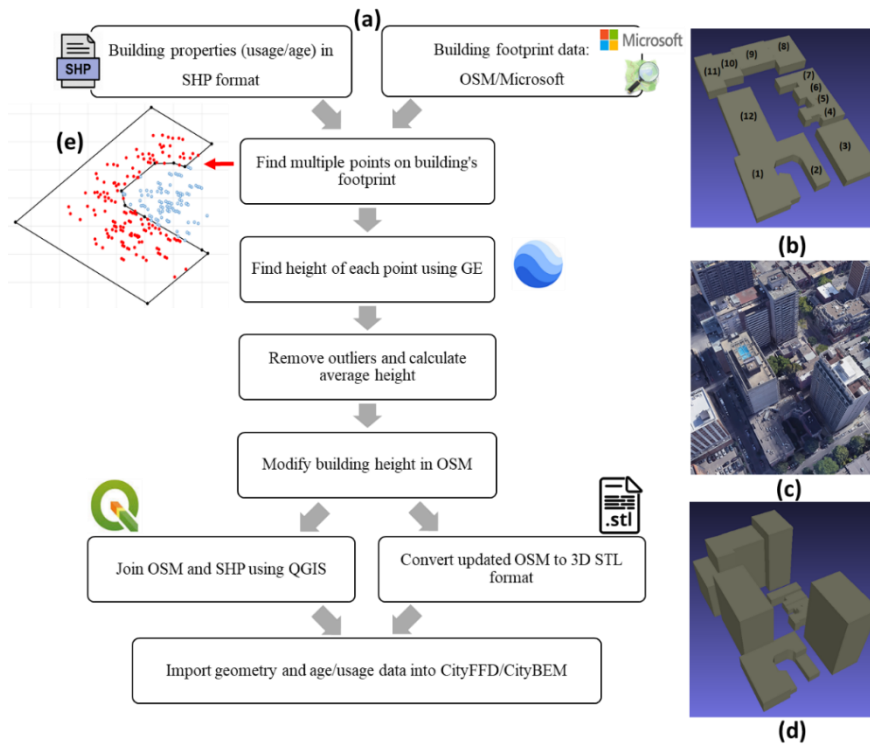 (a)
Building properties (usage/age) in
SHP format
SHP
Building footprint data:
OSM/Microsoft
Microsoft
(e)
Find multiple points on building's
footprint
Find height of each point using GE
Remove outliers and calculate
average height
Modify building height in OSM
.stl
Join OSM and SHP using QGIS
Convert updated OSM to 3D STL
format
Import geometry and age/usage data into CityFFD/CityBEM
(8)
(9)
(10)
(11)
(7)
(6)
(5)
(4)
(12)
(3)
(1)
(2)
(b)
(c)
(d)